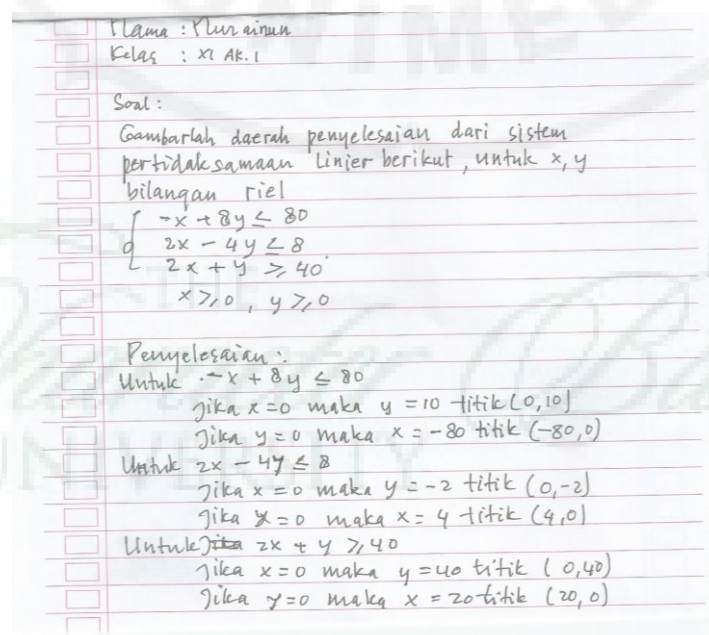 Nama : Nurainun
Kelas : XI AK.1
Soal :
Gambarlah daerah penyelesaian dari sistem
pertidaksamaan Linier berikut, untuk x, y
bilangan riel
-x + 8y ≤ 80
2x - 4y ≤ 8
2x + y ≥ 40
x ≥ 0, y ≥ 0
Penyelesaian :
Untuk -x + 8y ≤ 80
Jika x = 0 maka y = 10 titik (0,10)
Jika y = 0 maka x = -80 titik (-80,0)
Untuk 2x - 4y ≤ 8
Jika x = 0 maka y = -2 titik (0,-2)
Jika y = 0 maka x = 4 titik (4,0)
Untuk Jika 2x + y ≥ 40
Jika x = 0 maka y = 40 titik (0,40)
Jika y = 0 maka x = 20 titik (20,0)
THE
UNIVERSITY